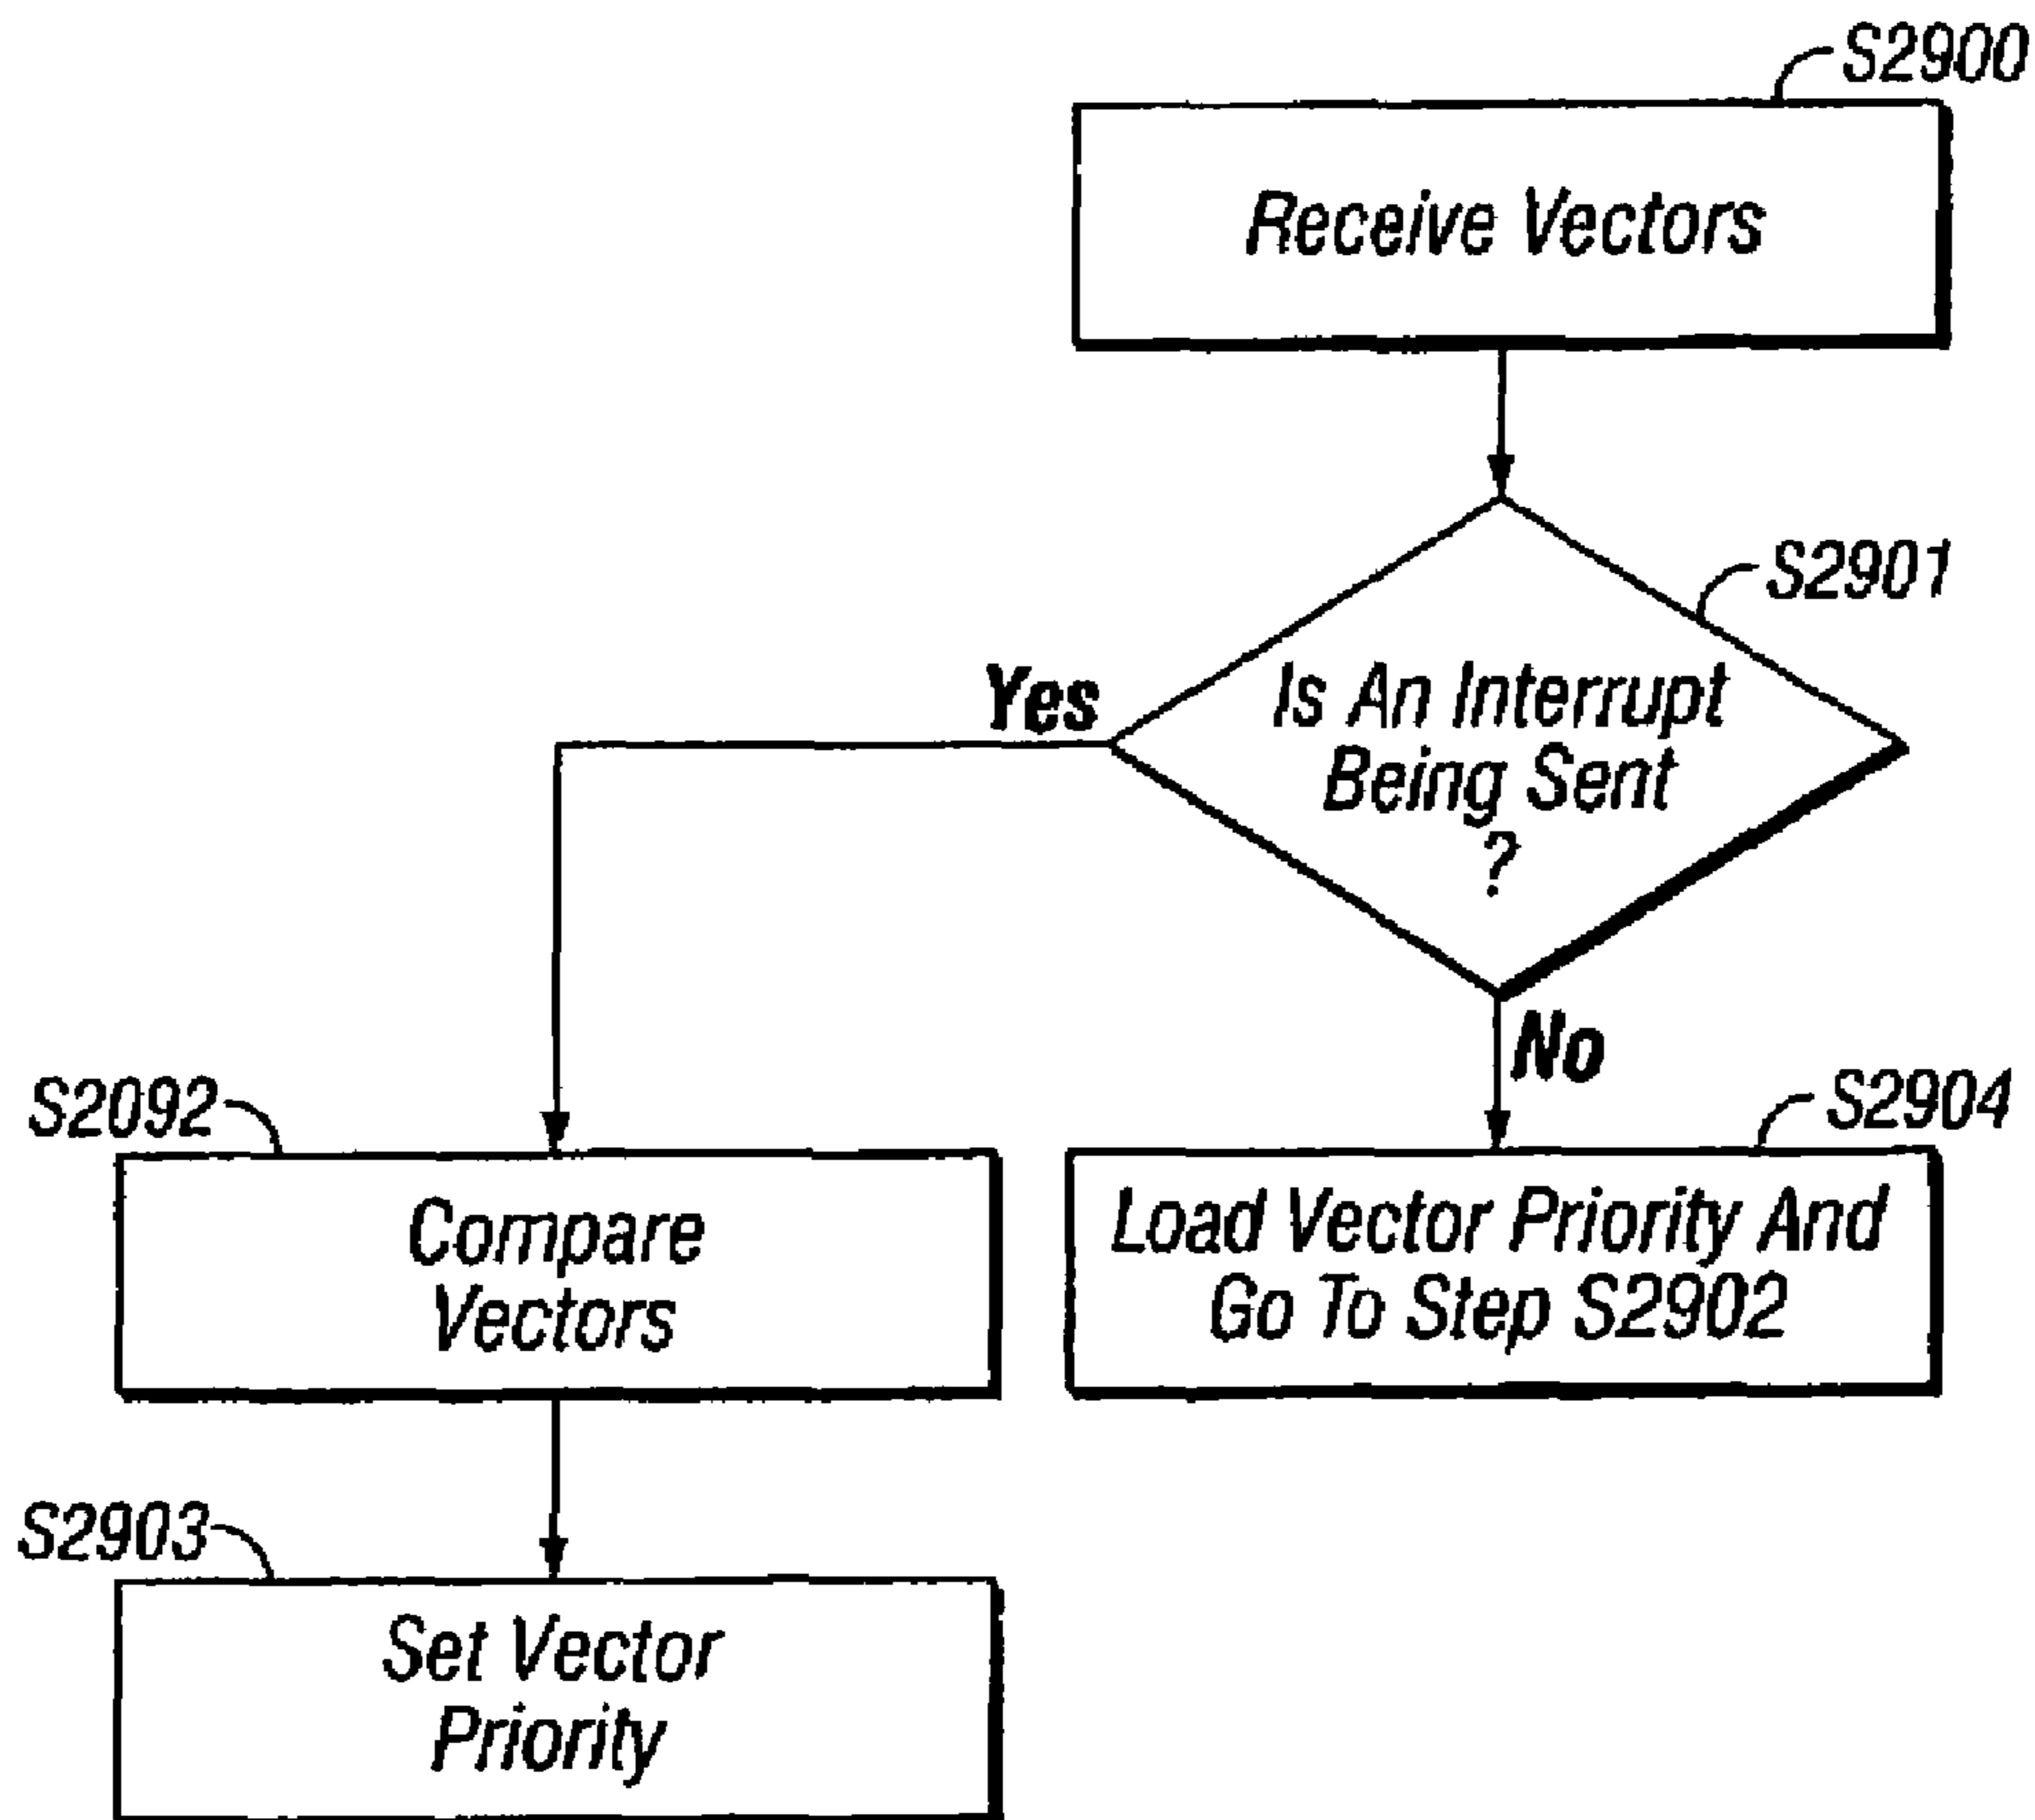 S2900
Receive Vectors
S2901
Is An Interrupt
Being Sent
?
Yes
No
S2092
Compare
Vectors
S2904
Load Vector Priority And
Go To Step S2902
S2903
Set Vector
Priority